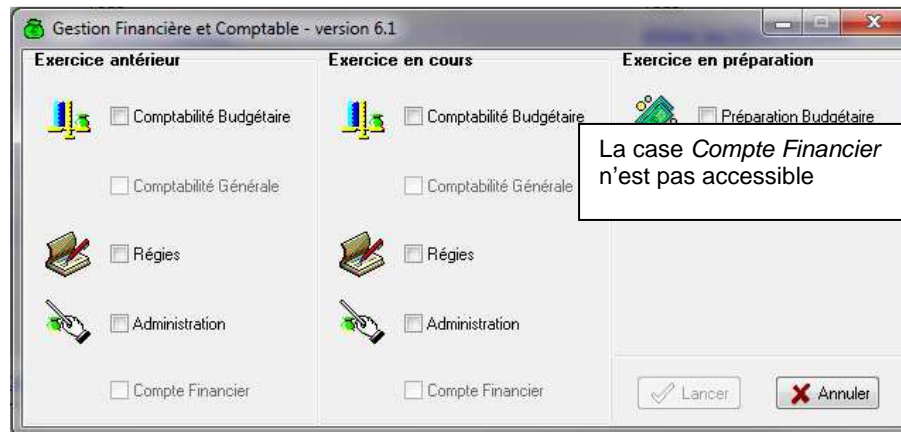 Gestion Financière et Comptable - version 6.1
Exercice antérieur
Comptabilité Budgétaire
Comptabilité Générale
Régies
Administration
Compte Financier
Exercice en cours
Comptabilité Budgétaire
Comptabilité Générale
Régies
Administration
Compte Financier
Exercice en préparation
Préparation Budgétaire
La case Compte Financier
n'est pas accessible
Lancer
Annuler